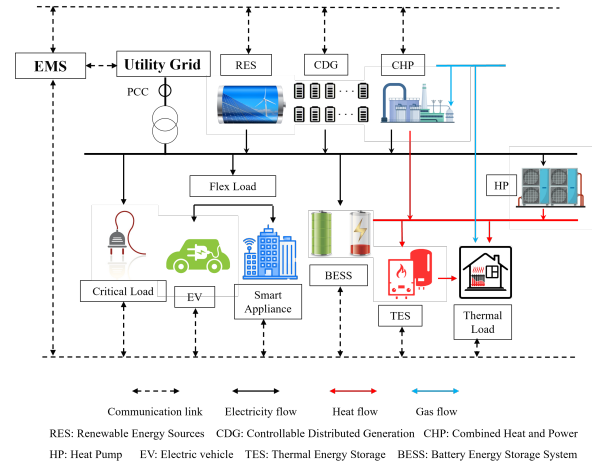 RES
CDG
CHP
EMS
Utility Grid
PCC
Flex Load
HP
BESS
Critical Load
EV
Smart
Appliance
TES
Thermal
Load
Communication link
Electricity flow
Heat flow
Gas flow
RES: Renewable Energy Sources CDG: Controllable Distributed Generation CHP: Combined Heat and Power
HP: Heat Pump EV: Electric vehicle TES: Thermal Energy Storage BESS: Battery Energy Storage System